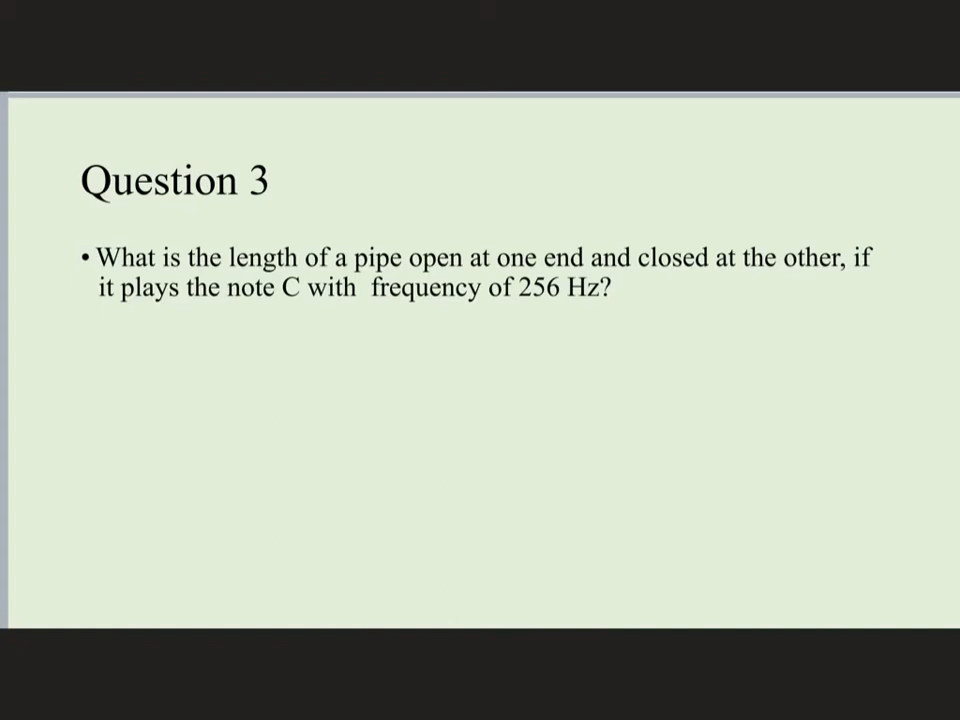 Question 3
• What is the length of a pipe open at one end and closed at the other, if
it plays the note C with  frequency of 256 Hz?